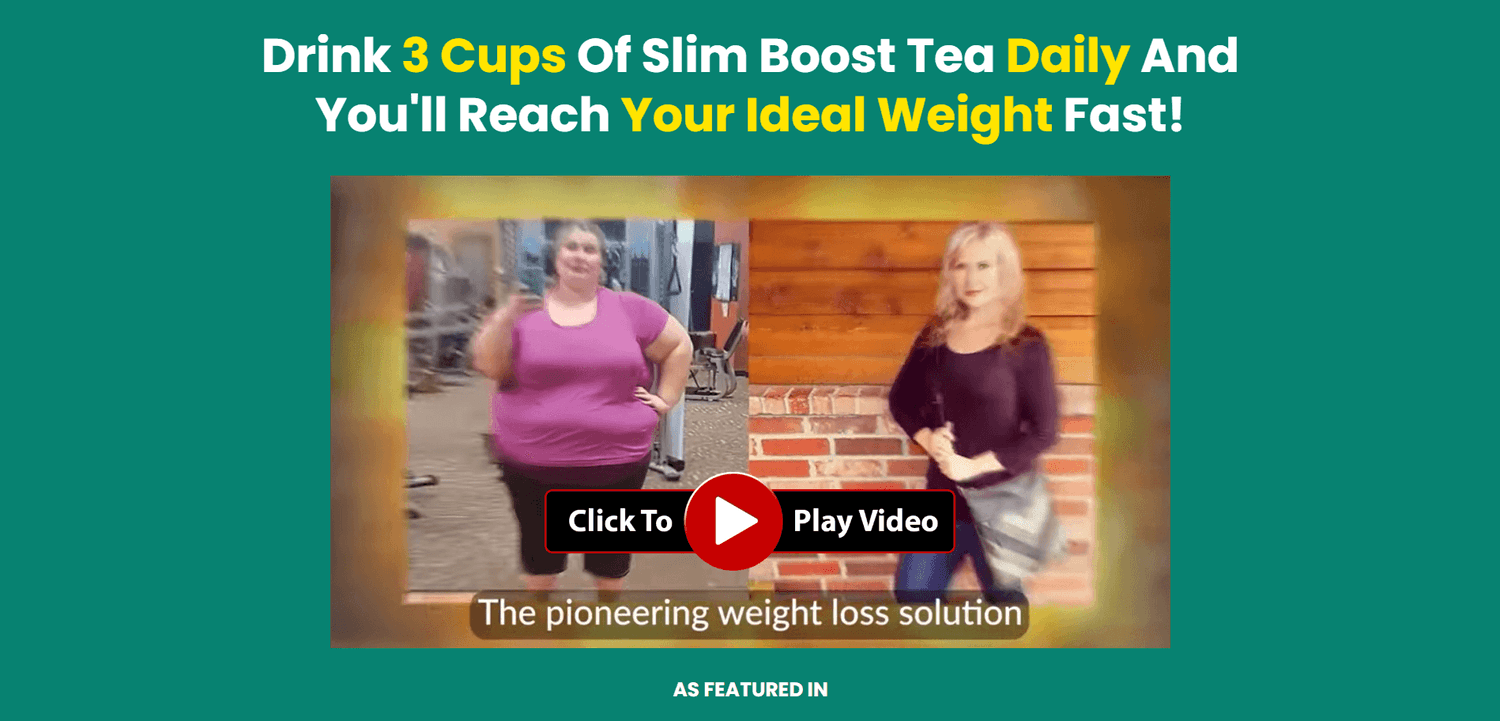 Drink 3 Cups Of Slim Boost Tea Daily And
You'll Reach Your Ideal Weight Fast!
Click To Play Video
The pioneering weight loss solution
AS FEATURED IN